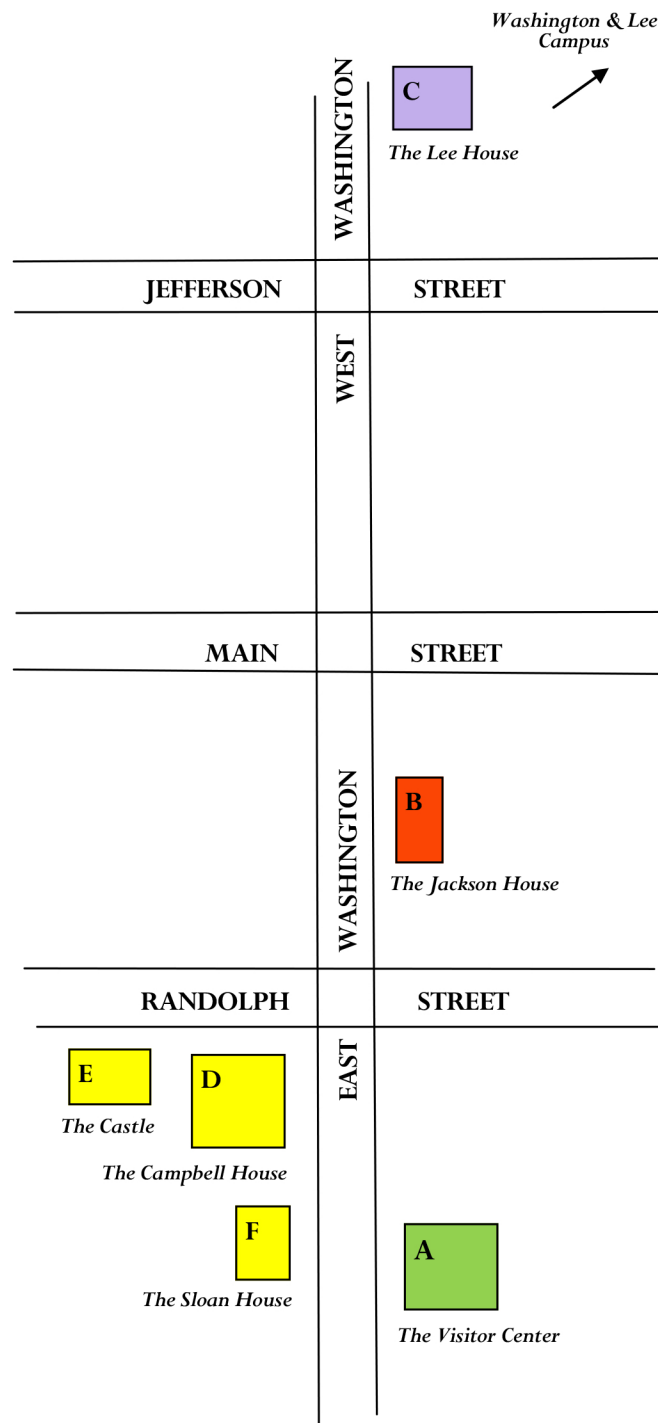 Washington & Lee
Campus
C
The Lee House
WASHINGTON
JEFFERSON STREET
WEST
MAIN STREET
B
The Jackson House
WASHINGTON
RANDOLPH STREET
EAST
E
The Castle
D
The Campbell House
F
The Sloan House
A
The Visitor Center